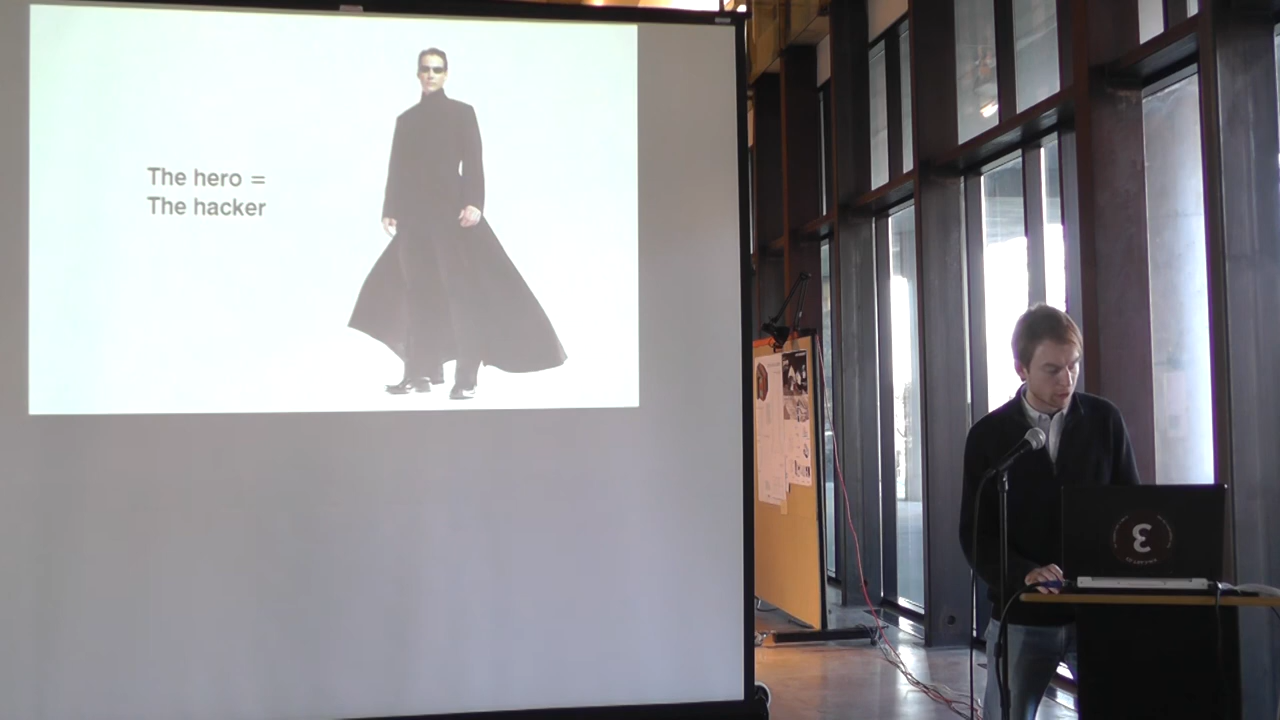 The hero =
The hacker